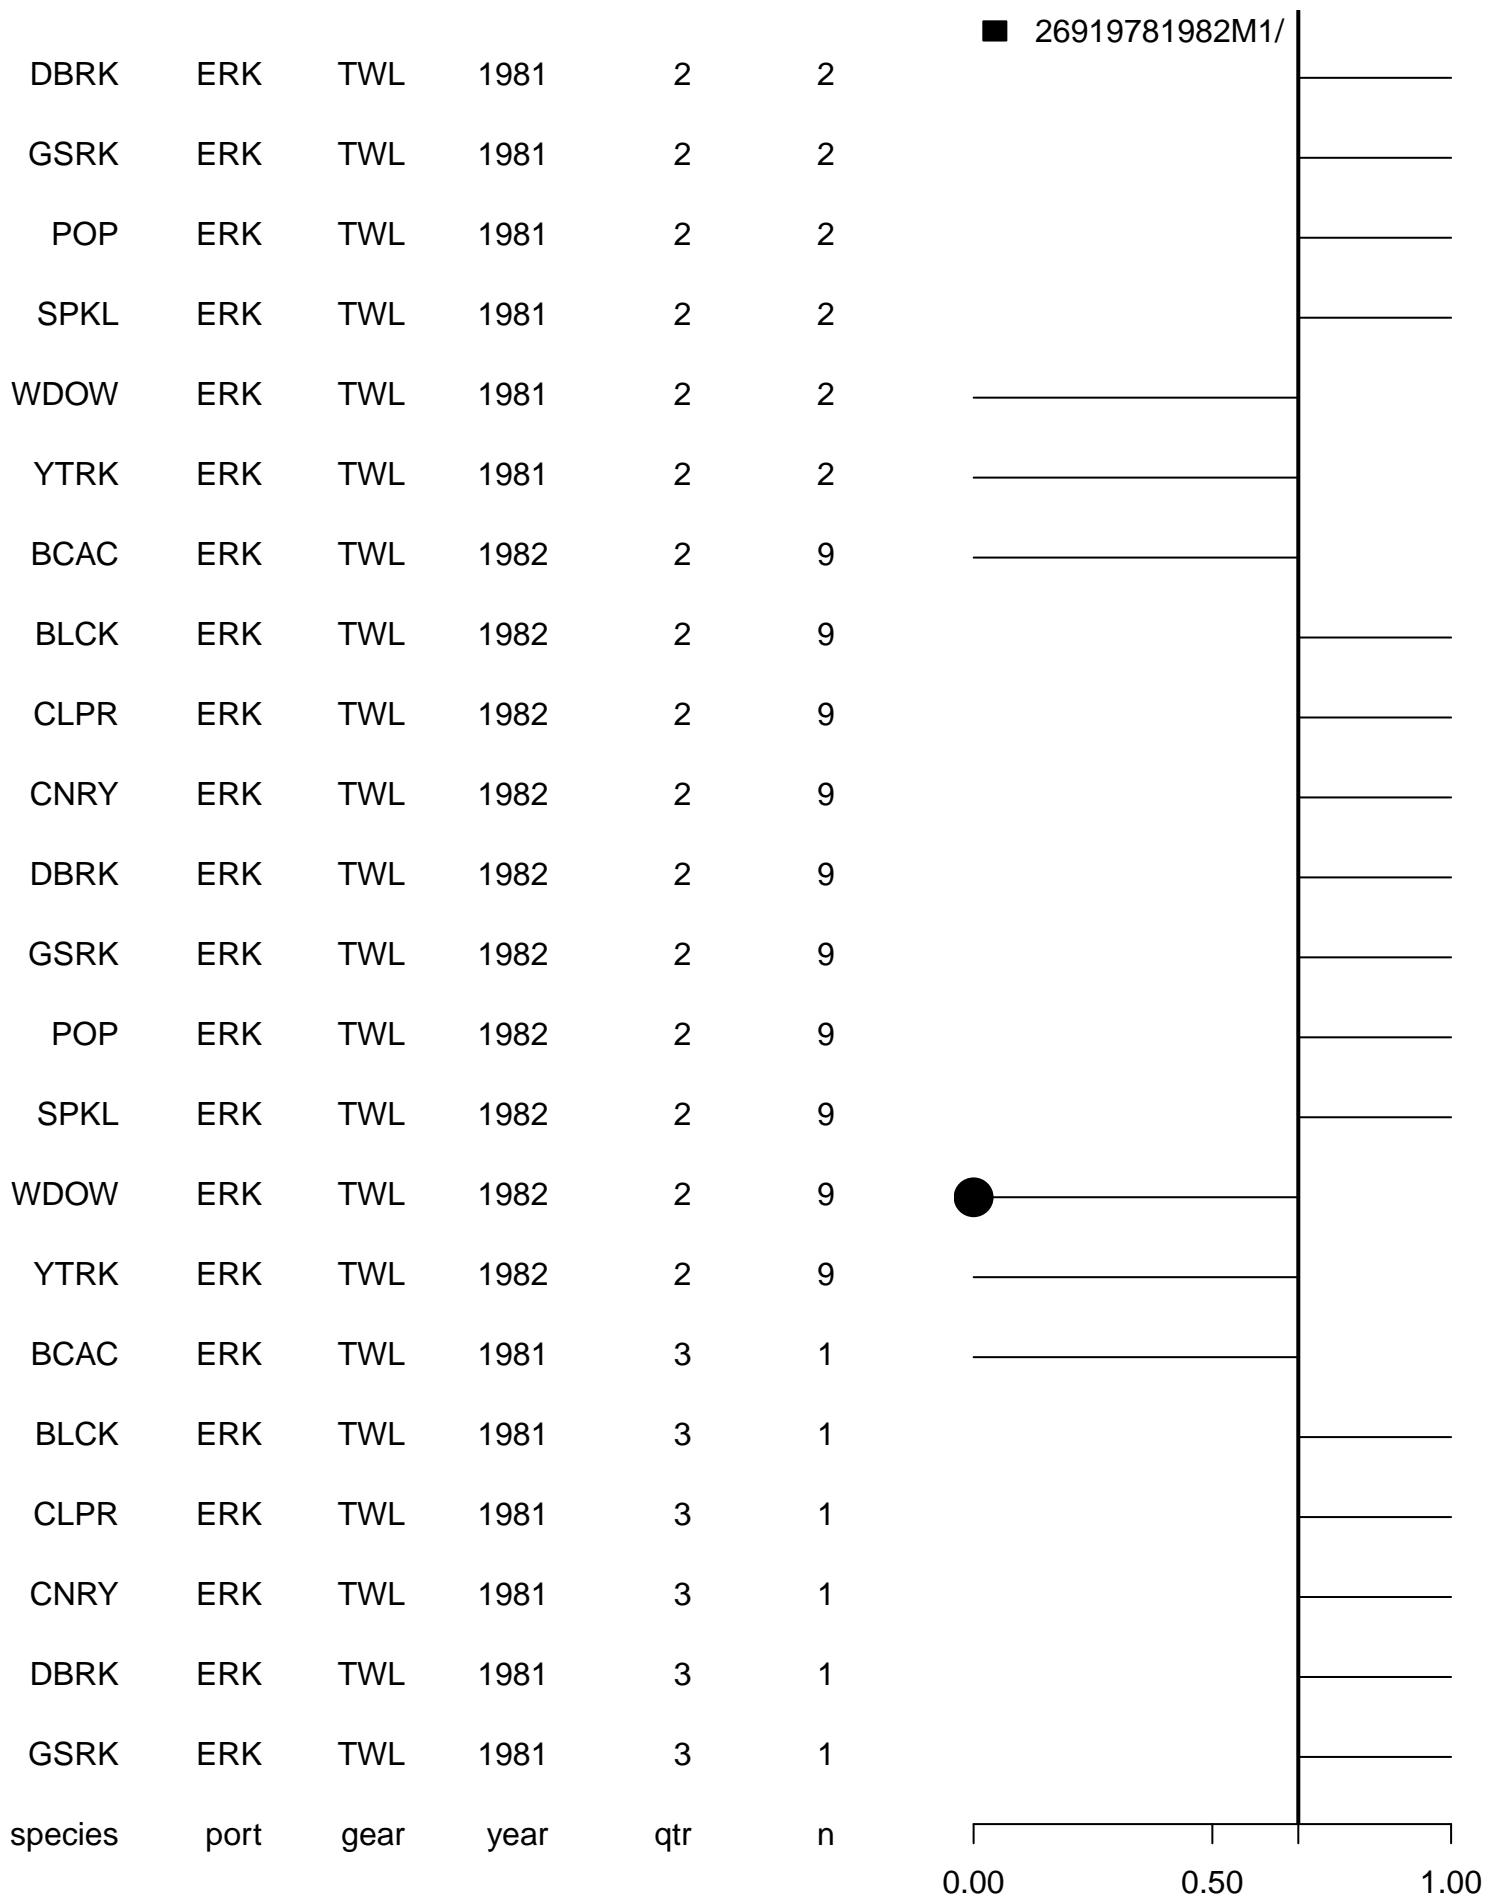 26919781982M1/
DBRK ERK TWL 1981 2 2
GSRK ERK TWL 1981 2 2
POP ERK TWL 1981 2 2
SPKL ERK TWL 1981 2 2
WDOW ERK TWL 1981 2 2
YTRK ERK TWL 1981 2 2
BCAC ERK TWL 1982 2 9
BLCK ERK TWL 1982 2 9
CLPR ERK TWL 1982 2 9
CNRY ERK TWL 1982 2 9
DBRK ERK TWL 1982 2 9
GSRK ERK TWL 1982 2 9
POP ERK TWL 1982 2 9
SPKL ERK TWL 1982 2 9
WDOW ERK TWL 1982 2 9
YTRK ERK TWL 1982 2 9
BCAC ERK TWL 1981 3 1
BLCK ERK TWL 1981 3 1
CLPR ERK TWL 1981 3 1
CNRY ERK TWL 1981 3 1
DBRK ERK TWL 1981 3 1
GSRK ERK TWL 1981 3 1
species port gear year qtr n
0.00 0.50 1.00